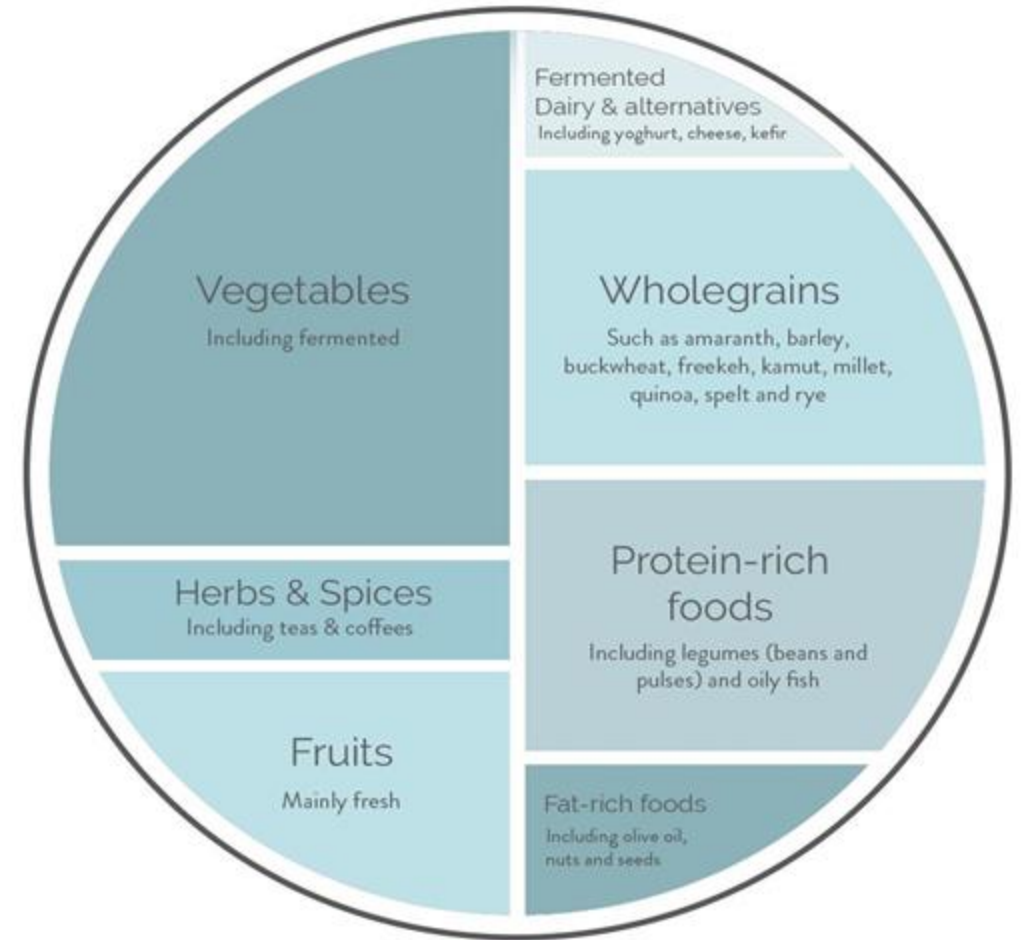 Vegetables
Including fermented
Herbs & Spices
Including teas & coffees
Fruits
Mainly fresh
Fermented
Dairy & alternatives
Including yoghurt, cheese, kefir
Wholegrains
Such as amaranth, barley,
buckwheat, freekeh, kamut, millet,
quinoa, spelt and rye
Protein-rich
foods
Including legumes (beans and
pulses) and oily fish
Fat-rich foods
Including olive oil,
nuts and seeds